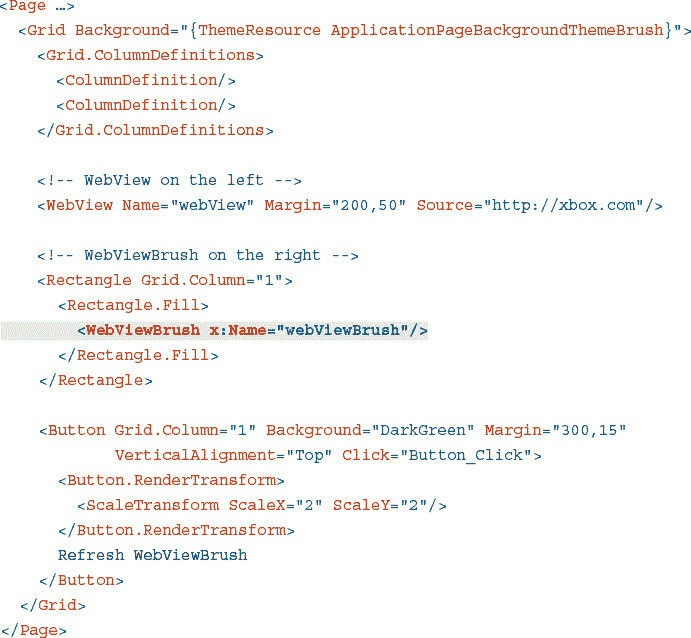 <Page …>
<Grid Background="{ThemeResource ApplicationPageBackgroundThemeBrush}">
<Grid.ColumnDefinitions>
<ColumnDefinition/>
<ColumnDefinition/>
</Grid.ColumnDefinitions>
<!-- WebView on the left -->
<WebView Name="webView" Margin="200,50" Source="http://xbox.com"/>
<!-- WebViewBrush on the right -->
<Rectangle Grid.Column="1">
<Rectangle.Fill>
<WebViewBrush x:Name="webViewBrush"/>
</Rectangle.Fill>
</Rectangle>
<Button Grid.Column="1" Background="DarkGreen" Margin="300,15"
VerticalAlignment="Top" Click="Button_Click">
<Button.RenderTransform>
<ScaleTransform ScaleX="2" ScaleY="2"/>
</Button.RenderTransform>
Refresh WebViewBrush
</Button>
</Grid>
</Page>